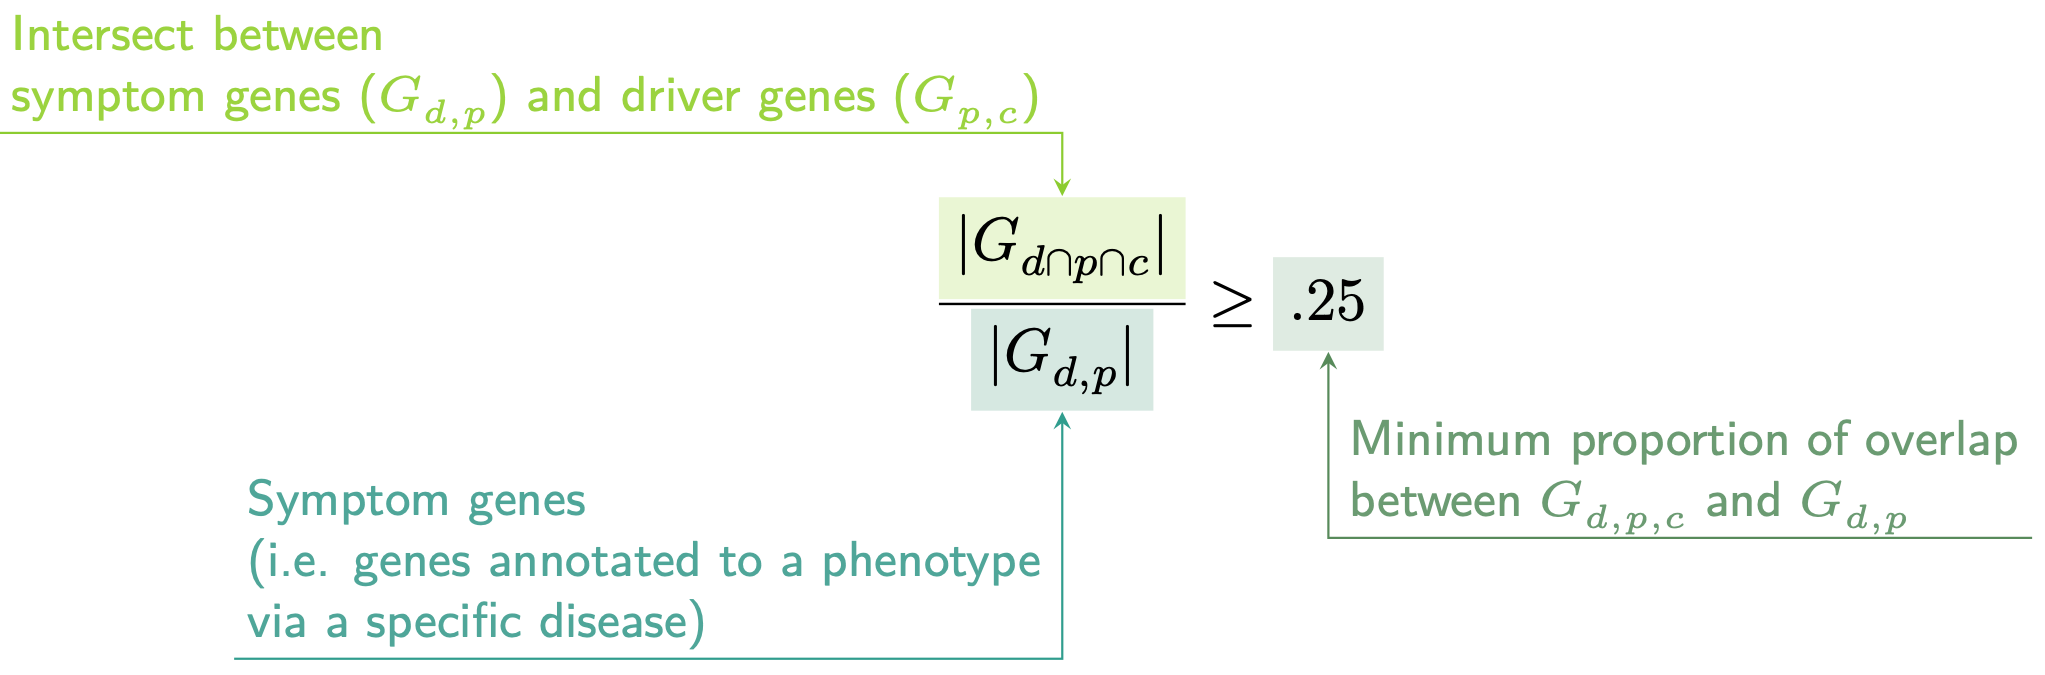 Intersect between
symptom genes (G_{d,p}) and driver genes (G_{p,c})
|G_{d∩p∩c}|
|G_{d,p}|
≥ .25
Minimum proportion of overlap
between G_{d,p,c} and G_{d,p}
Symptom genes
(i.e. genes annotated to a phenotype
via a specific disease)